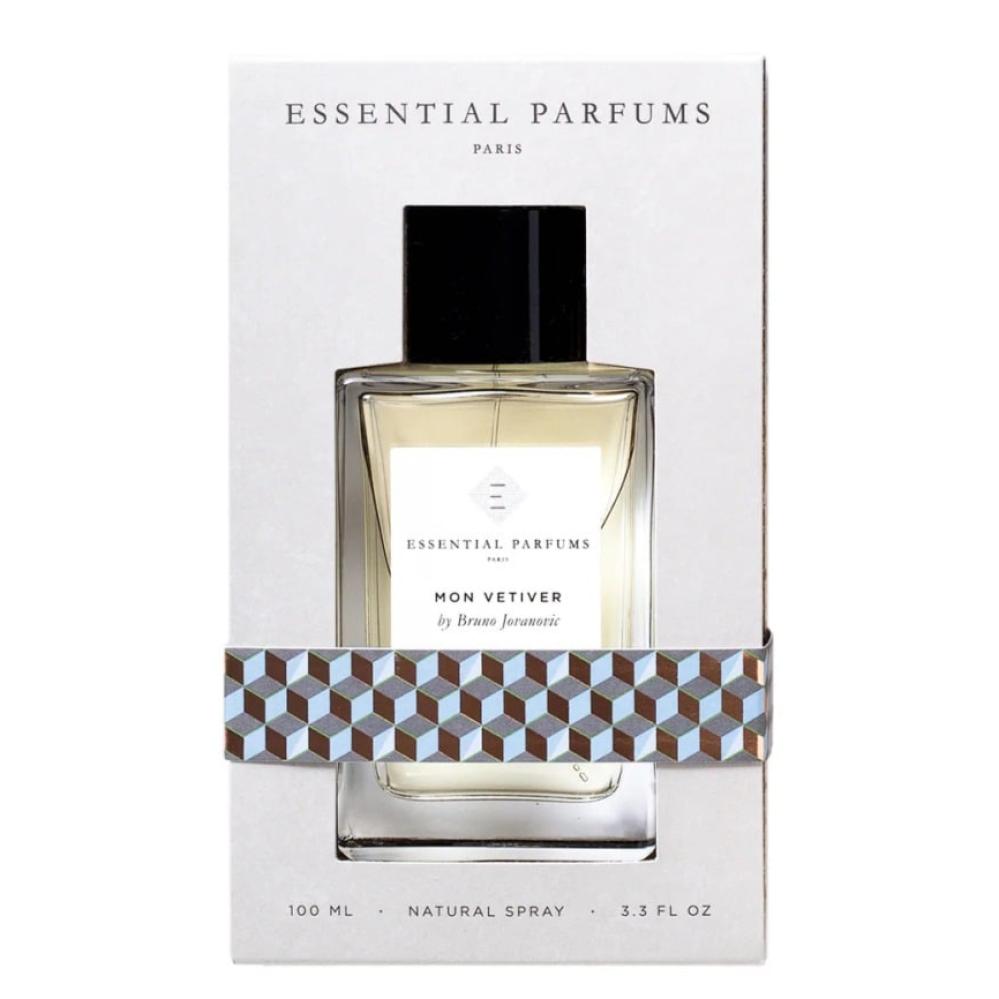 ESSENTIAL PARFUMS
PARIS
E
ESSENTIAL PARFUMS
PARIS
MON VETIVER
by Bruno Jovanovic
100 ML · NATURAL SPRAY · 3.3 FL OZ